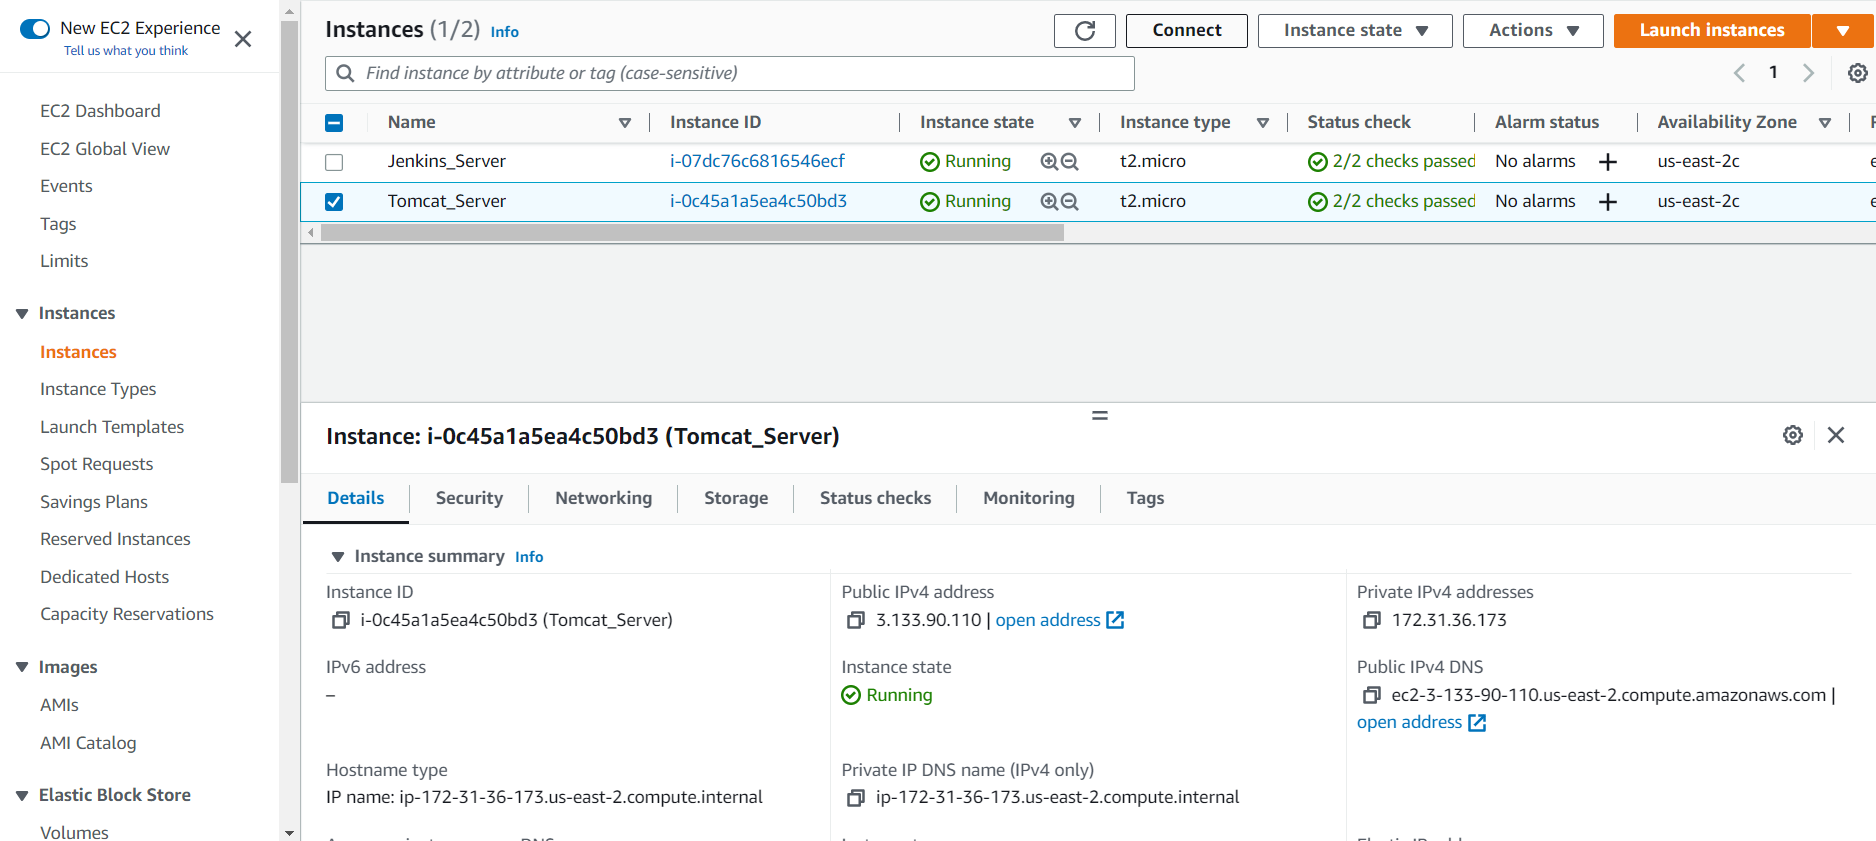 New EC2 Experience
Tell us what you think
EC2 Dashboard
EC2 Global View
Events
Tags
Limits
Instances
Instances
Instance Types
Launch Templates
Spot Requests
Savings Plans
Reserved Instances
Dedicated Hosts
Capacity Reservations
Images
AMIs
AMI Catalog
Elastic Block Store
Volumes
Instances (1/2) Info
Connect Instance state Actions Launch instances
Find instance by attribute or tag (case-sensitive)
1
Name Instance ID Instance state Instance type Status check Alarm status Availability Zone
Jenkins_Server i-07dc76c6816546ecf Running t2.micro 2/2 checks passed No alarms + us-east-2c
Tomcat_Server i-0c45a1a5ea4c50bd3 Running t2.micro 2/2 checks passed No alarms + us-east-2c
Instance: i-0c45a1a5ea4c50bd3 (Tomcat_Server)
Details Security Networking Storage Status checks Monitoring Tags
Instance summary Info
Instance ID
i-0c45a1a5ea4c50bd3 (Tomcat_Server)
Public IPv4 address
3.133.90.110 | open address
Private IPv4 addresses
172.31.36.173
IPv6 address
–
Instance state
Running
Public IPv4 DNS
ec2-3-133-90-110.us-east-2.compute.amazonaws.com |
open address
Hostname type
IP name: ip-172-31-36-173.us-east-2.compute.internal
Private IP DNS name (IPv4 only)
ip-172-31-36-173.us-east-2.compute.internal